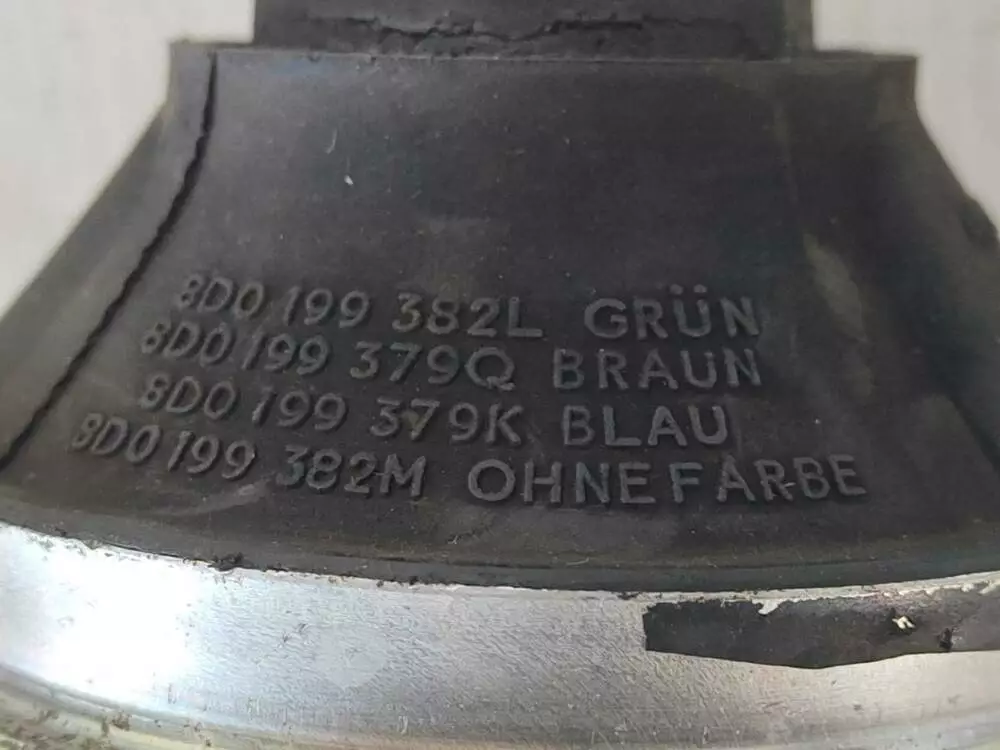 8D0 199 382L GRÜN
8D0 199 379Q BRAUN
8D0 199 379K BLAU
8D0 199 382M OHNE FARBE